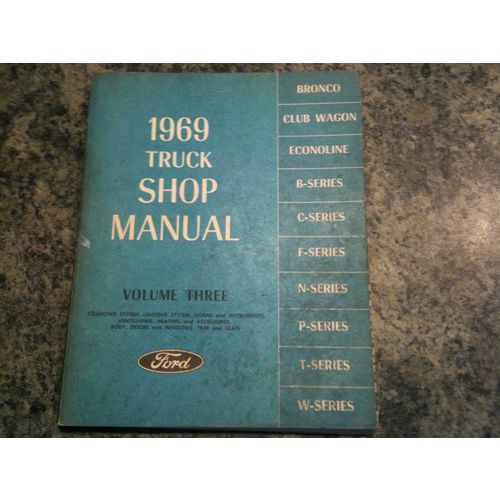 1969
TRUCK
SHOP
MANUAL
VOLUME THREE
CHARGING SYSTEM, LIGHTING SYSTEM, HORNS and INSTRUMENTS,
VENTILATING, HEATING and ACCESSORIES,
BODY, DOORS and WINDOWS, TRIM and SEATS
Ford
BRONCO
CLUB WAGON
ECONOLINE
B-SERIES
C-SERIES
F-SERIES
N-SERIES
P-SERIES
T-SERIES
W-SERIES